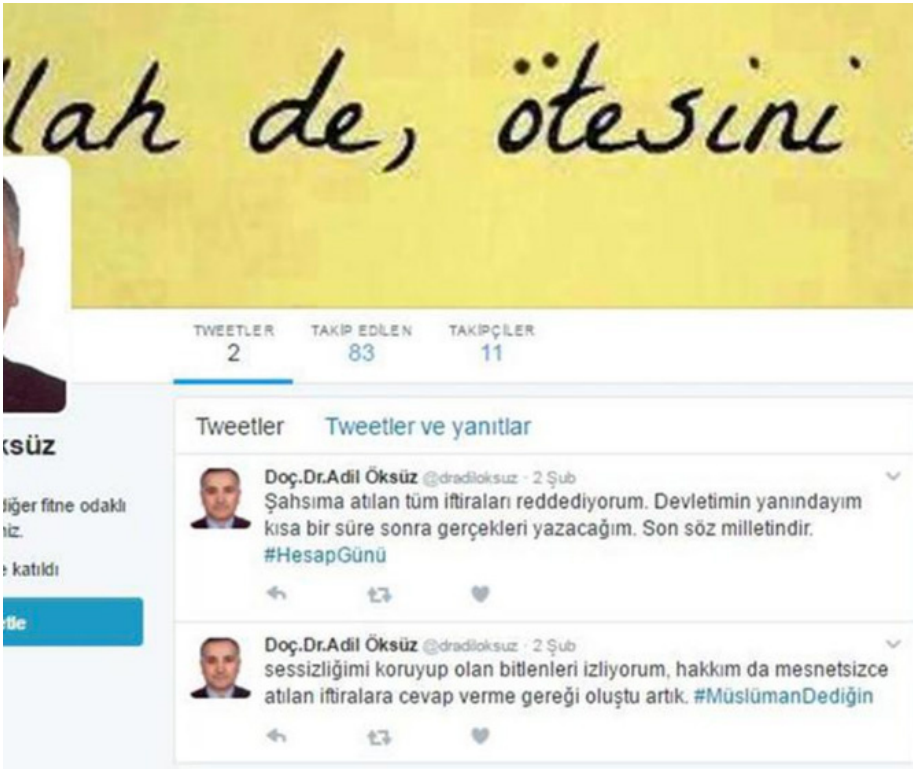 lah de, ötesini
TWEETLER TAKİP EDİLEN TAKİPÇİLER
2 83 11
Tweetler Tweetler ve yanıtlar
ksüz
diğer fitne odaklı
niz.
e katıldı
etle
Doç.Dr.Adil Öksüz @dradiloksuz · 2 Şub
Şahsıma atılan tüm iftiraları reddediyorum. Devletimin yanındayım
kısa bir süre sonra gerçekleri yazacağım. Son söz milletindir.
#HesapGünü
Doç.Dr.Adil Öksüz @dradiloksuz · 2 Şub
sessizliğimi koruyup olan bitlenleri izliyorum, hakkım da mesnetsizce
atılan iftiralara cevap verme gereği oluştu artık. #MüslümanDediğin